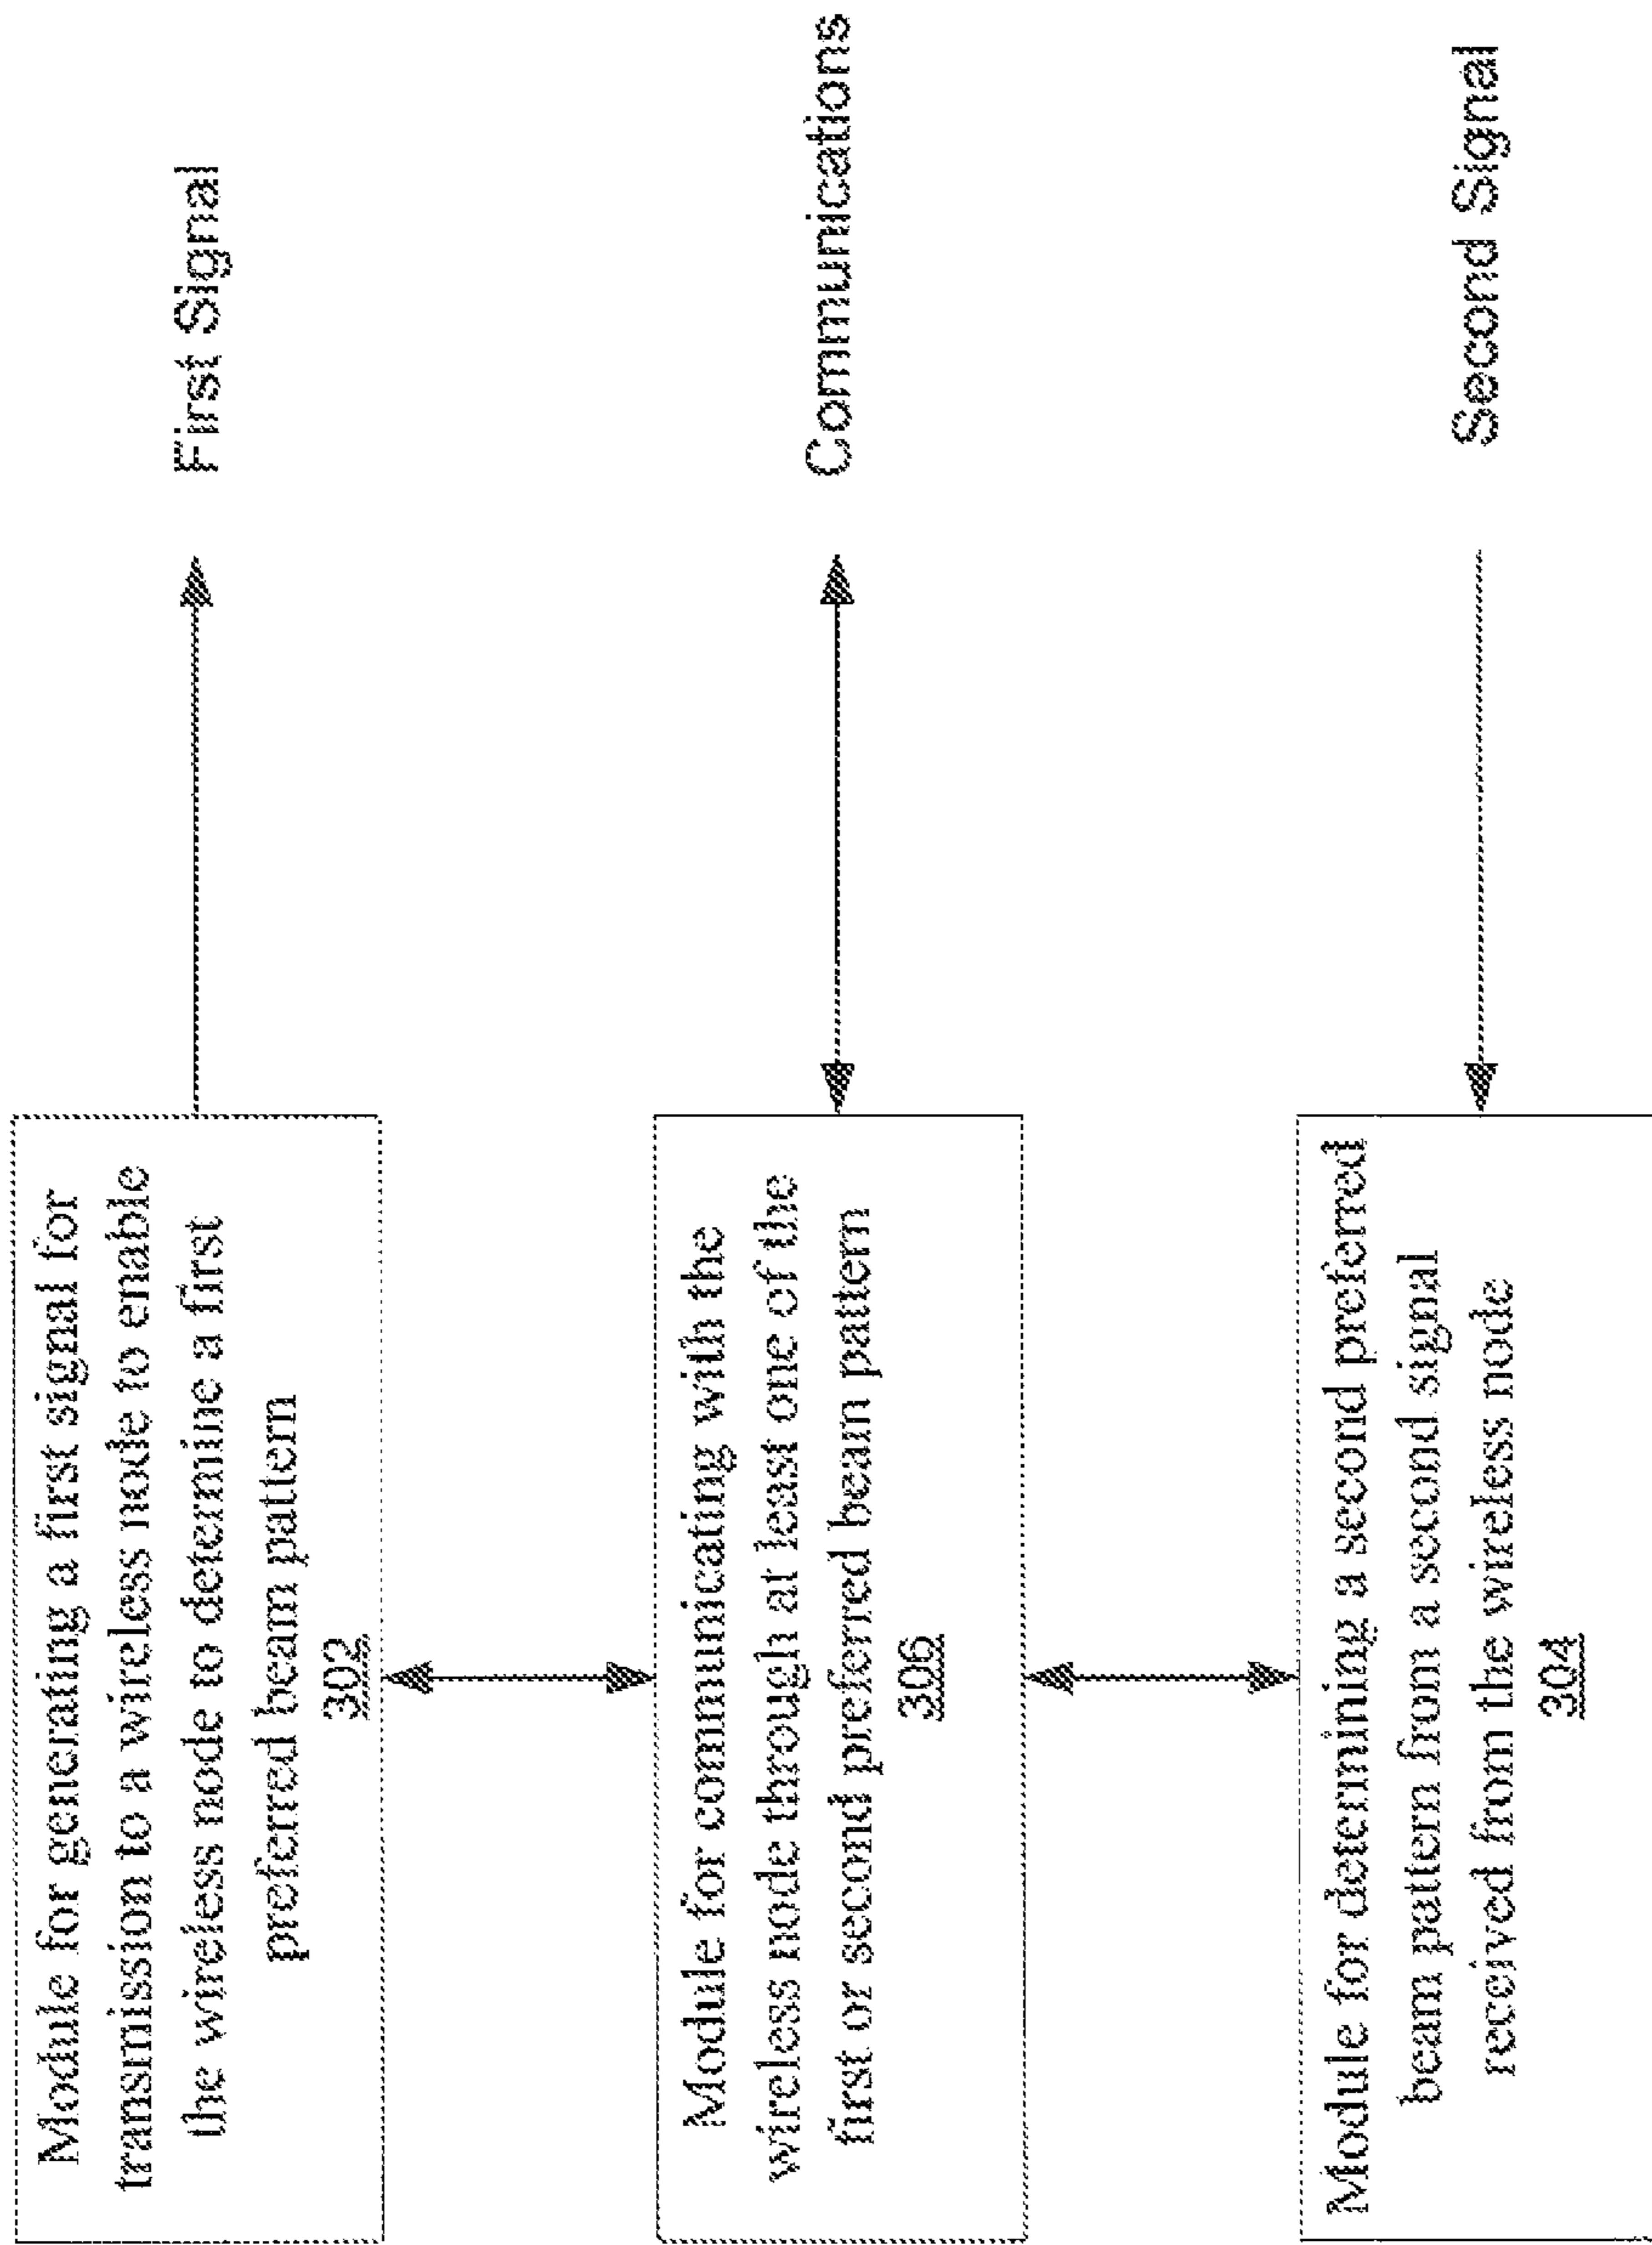 Module for generating a first signal for
transmission to a wireless node to enable
the wireless node to determine a first
preferred beam pattern
302
First Signal
Module for communicating with the
wireless node through at least one of the
first or second preferred beam pattern
306
Communications
Module for determining a second preferred
beam pattern from a second signal
received from the wireless node
304
Second Signal